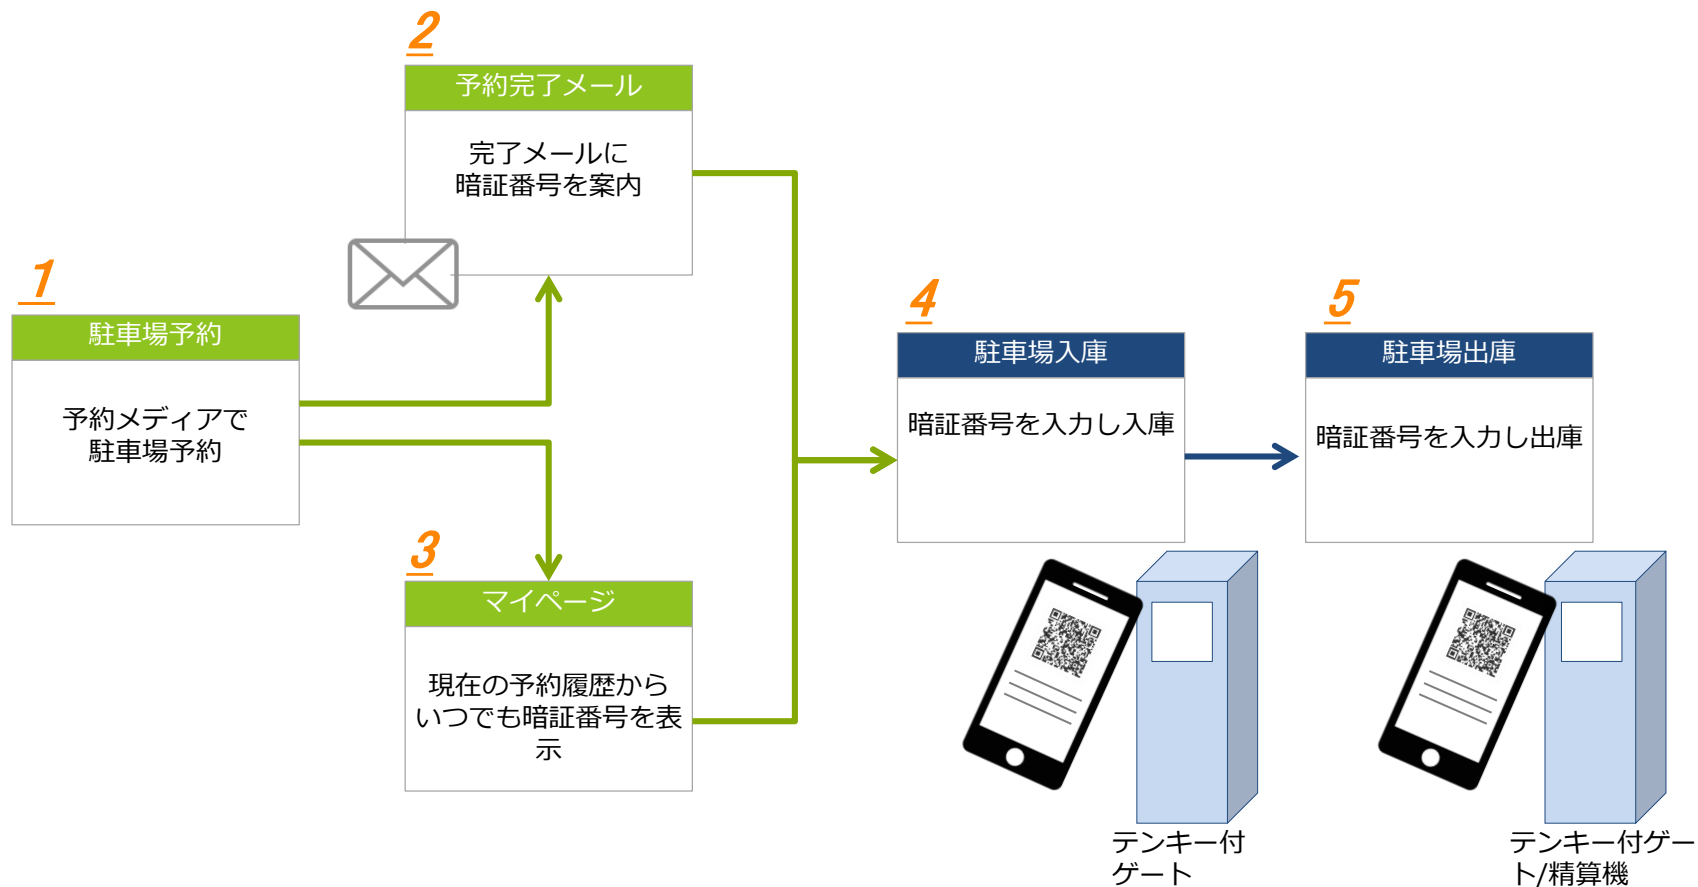 1
駐車場予約
予約メディアで
駐車場予約
2
予約完了メール
完了メールに
暗証番号を案内
3
マイページ
現在の予約履歴から
いつでも暗証番号を表
示
4
駐車場入庫
暗証番号を入力し入庫
テンキー付
ゲート
5
駐車場出庫
暗証番号を入力し出庫
テンキー付ゲー
ト/精算機